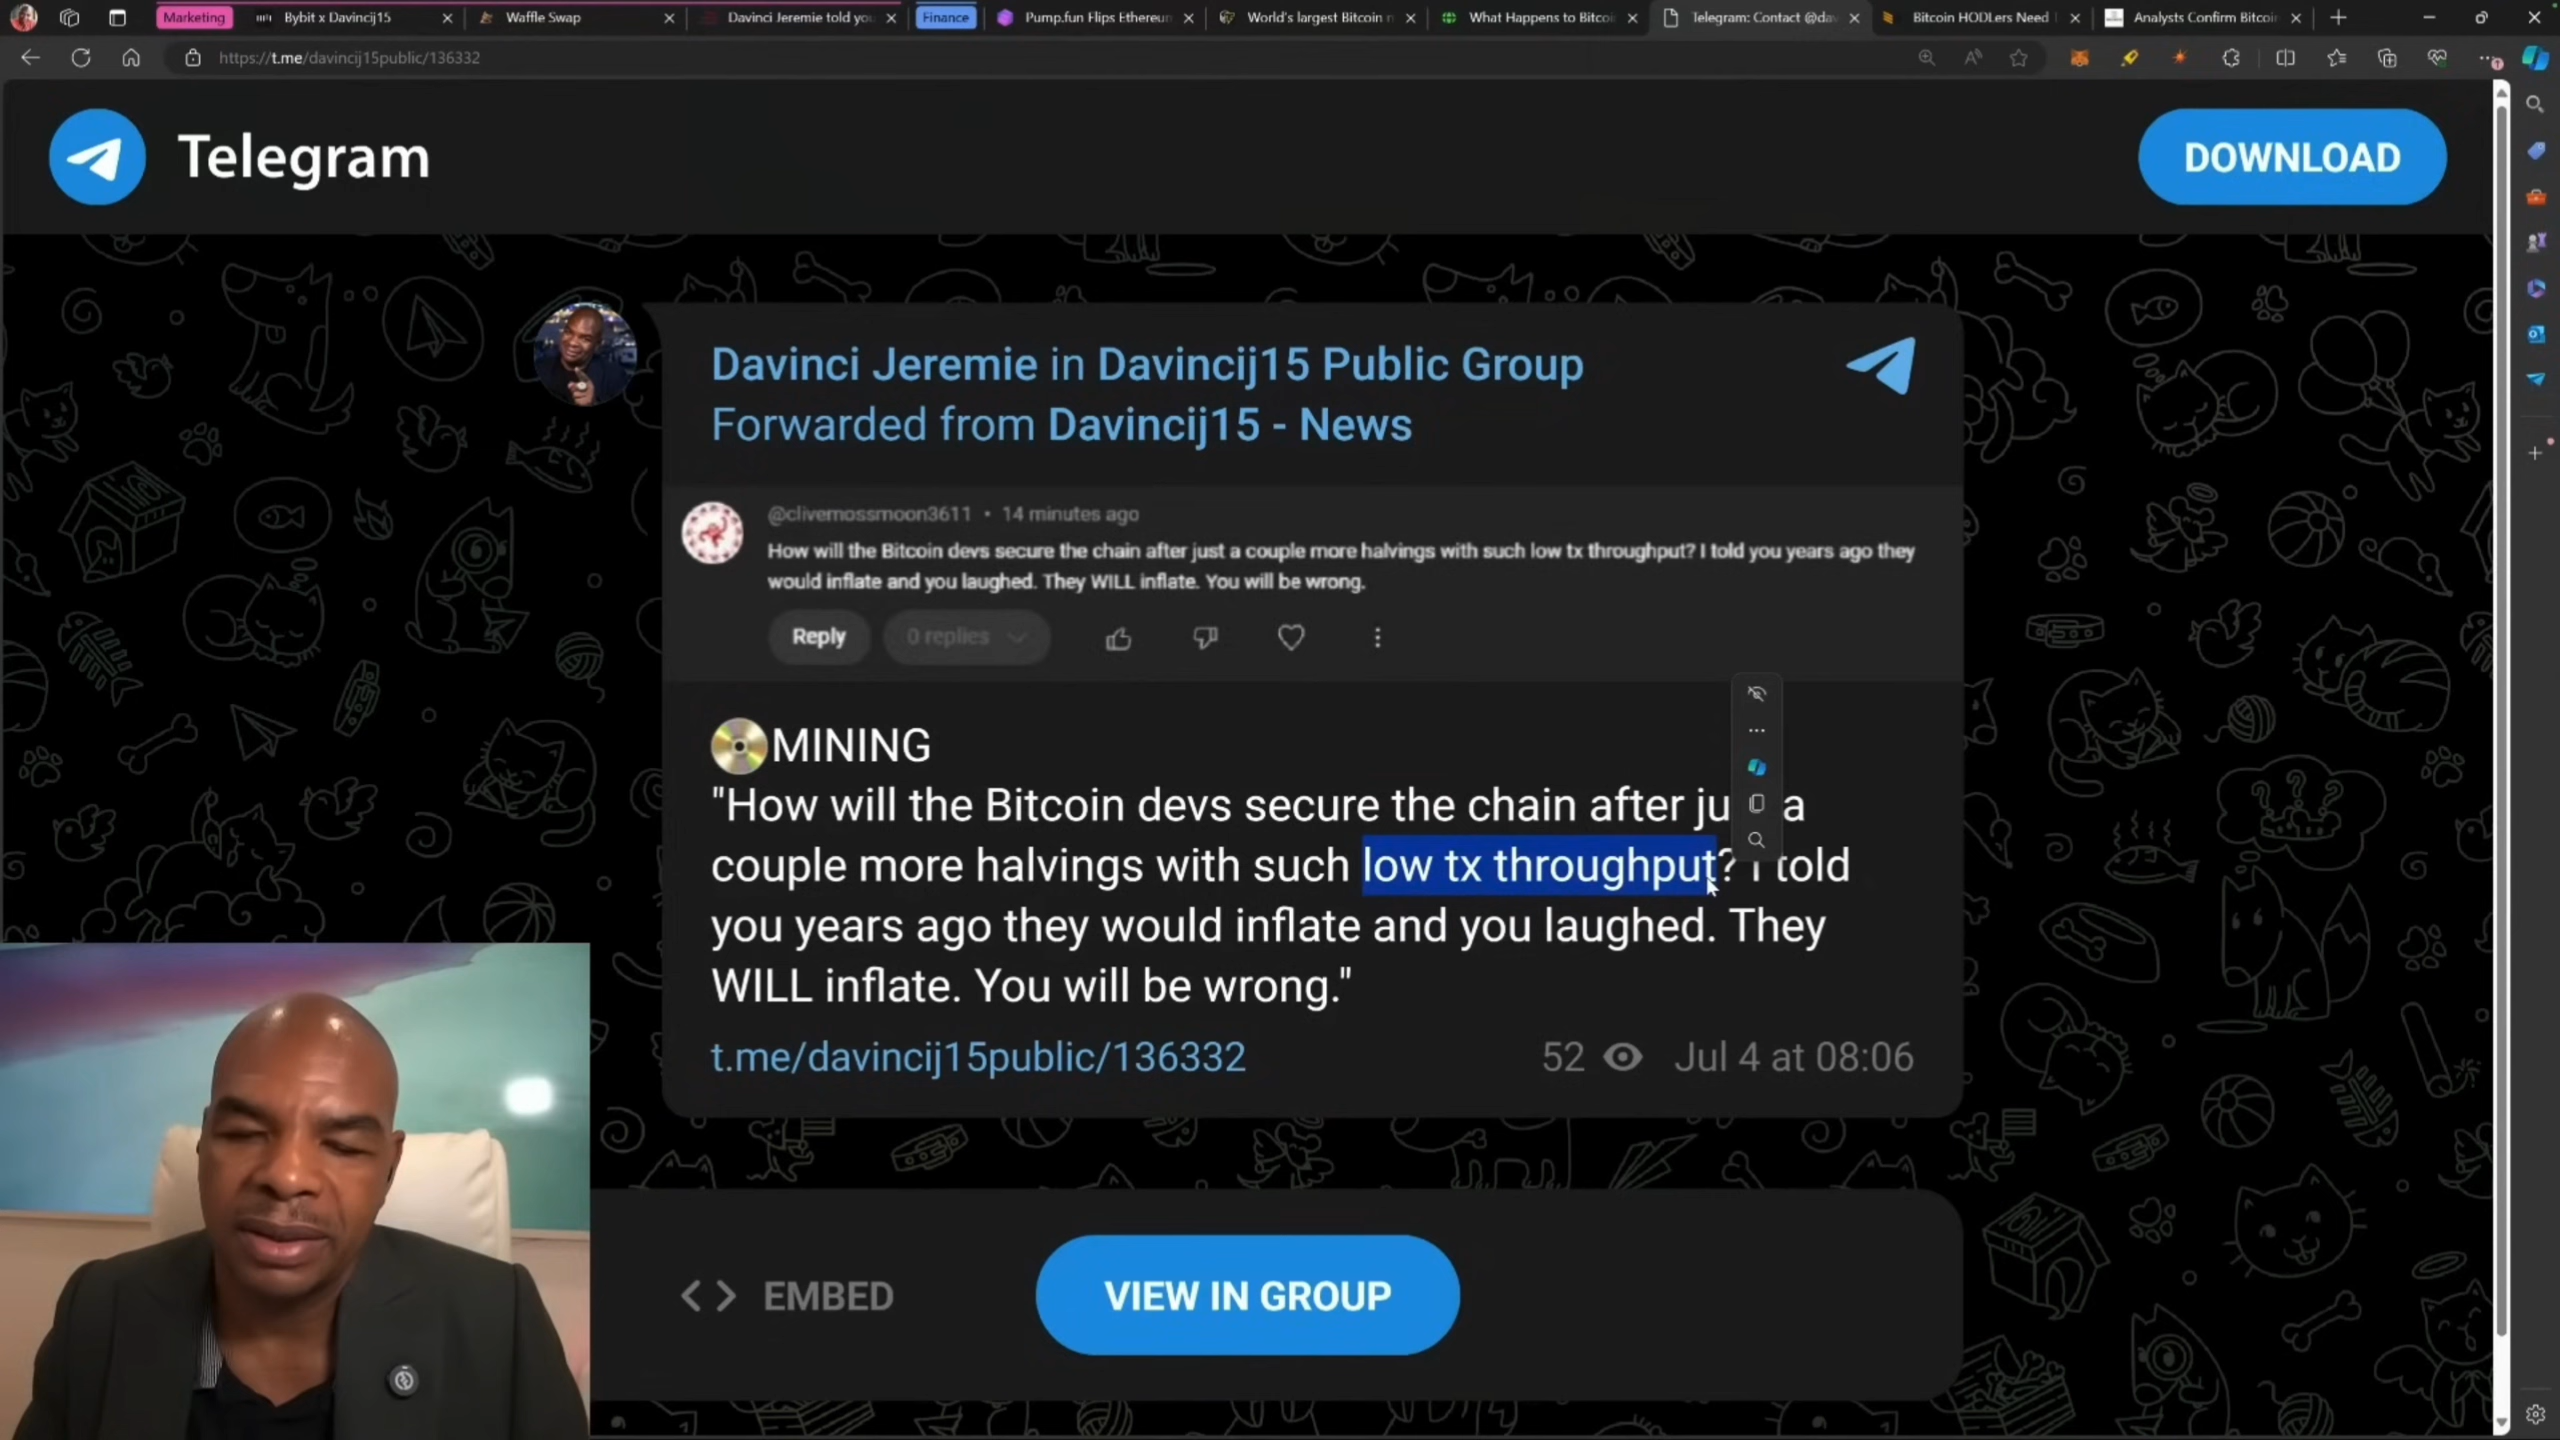 Marketing
Bybit x Davincij15
Waffle Swap
Davinci Jeremie told you
Finance
Pump.fun Flips Ethereum
World's largest Bitcoin
What Happens to Bitcoi
Telegram: Contact @dav
Bitcoin HODLers Need
Analysts Confirm Bitcoi
https://t.me/davincij15public/136332
Telegram
DOWNLOAD
Davinci Jeremie in Davincij15 Public Group
Forwarded from Davincij15 - News
@clivemossmoon3611 • 14 minutes ago
How will the Bitcoin devs secure the chain after just a couple more halvings with such low tx throughput? I told you years ago they
would inflate and you laughed. They WILL inflate. You will be wrong.
Reply
0 replies
MINING
"How will the Bitcoin devs secure the chain after ju a
couple more halvings with such low tx throughput? I told
you years ago they would inflate and you laughed. They
WILL inflate. You will be wrong."
t.me/davincij15public/136332
52
Jul 4 at 08:06
EMBED
VIEW IN GROUP